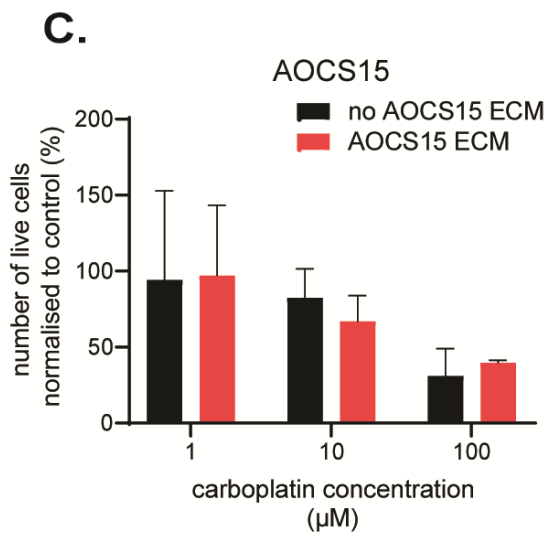 C.
AOCS15
no AOCS15 ECM
AOCS15 ECM
number of live cells
normalised to control (%)
200
150
100
50
0
1
10
100
carboplatin concentration
(µM)